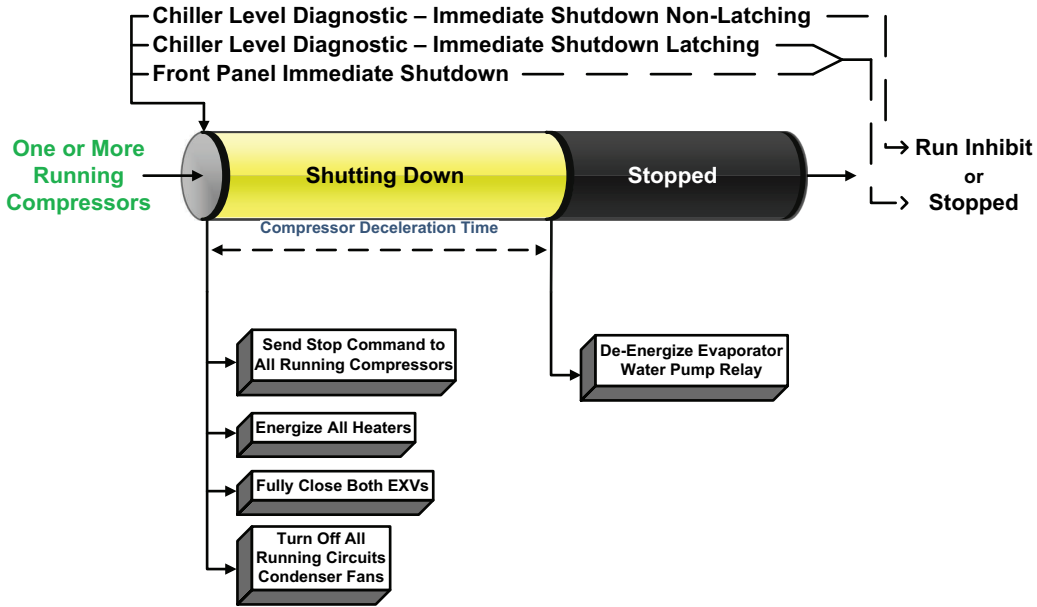 Chiller Level Diagnostic – Immediate Shutdown Non-Latching
Chiller Level Diagnostic – Immediate Shutdown Latching
Front Panel Immediate Shutdown
One or More
Running
Compressors
Shutting Down
Stopped
Run Inhibit
or
Stopped
Compressor Deceleration Time
Send Stop Command to
All Running Compressors
Energize All Heaters
Fully Close Both EXVs
Turn Off All
Running Circuits
Condenser Fans
De-Energize Evaporator
Water Pump Relay